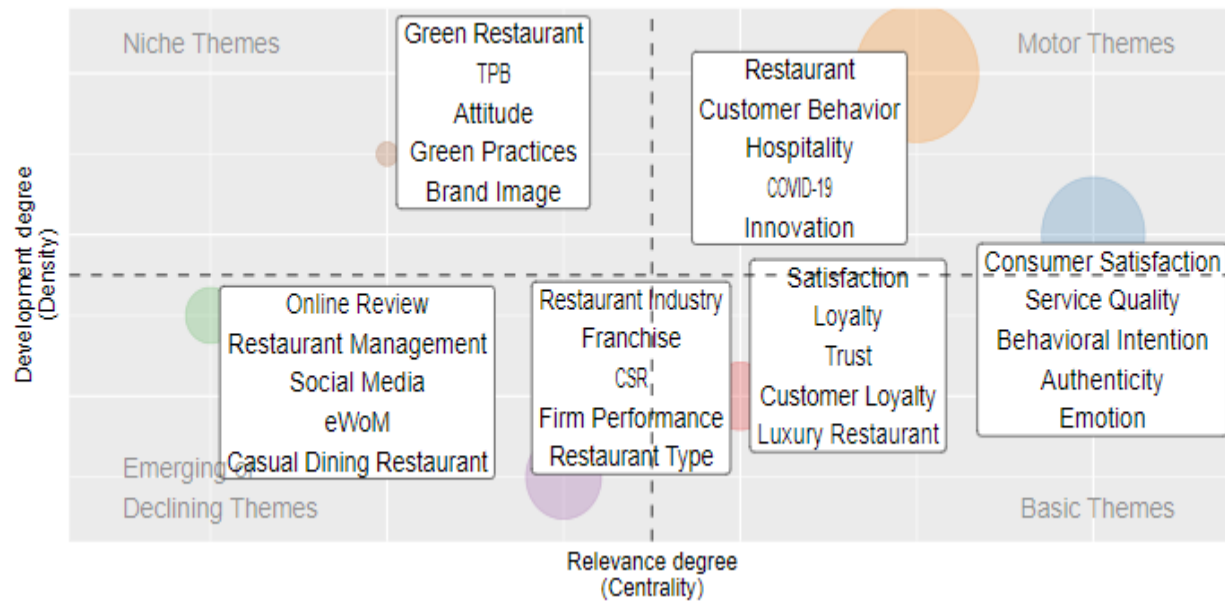 Niche Themes
Motor Themes
Green Restaurant
TPB
Attitude
Green Practices
Brand Image
Restaurant
Customer Behavior
Hospitality
COVID-19
Innovation
Consumer Satisfaction
Service Quality
Behavioral Intention
Authenticity
Emotion
Satisfaction
Loyalty
Trust
Customer Loyalty
Luxury Restaurant
Restaurant Industry
Franchise
CSR
Firm Performance
Restaurant Type
Online Review
Restaurant Management
Social Media
eWoM
Casual Dining Restaurant
Emerging or
Declining Themes
Basic Themes
Development degree
(Density)
Relevance degree
(Centrality)